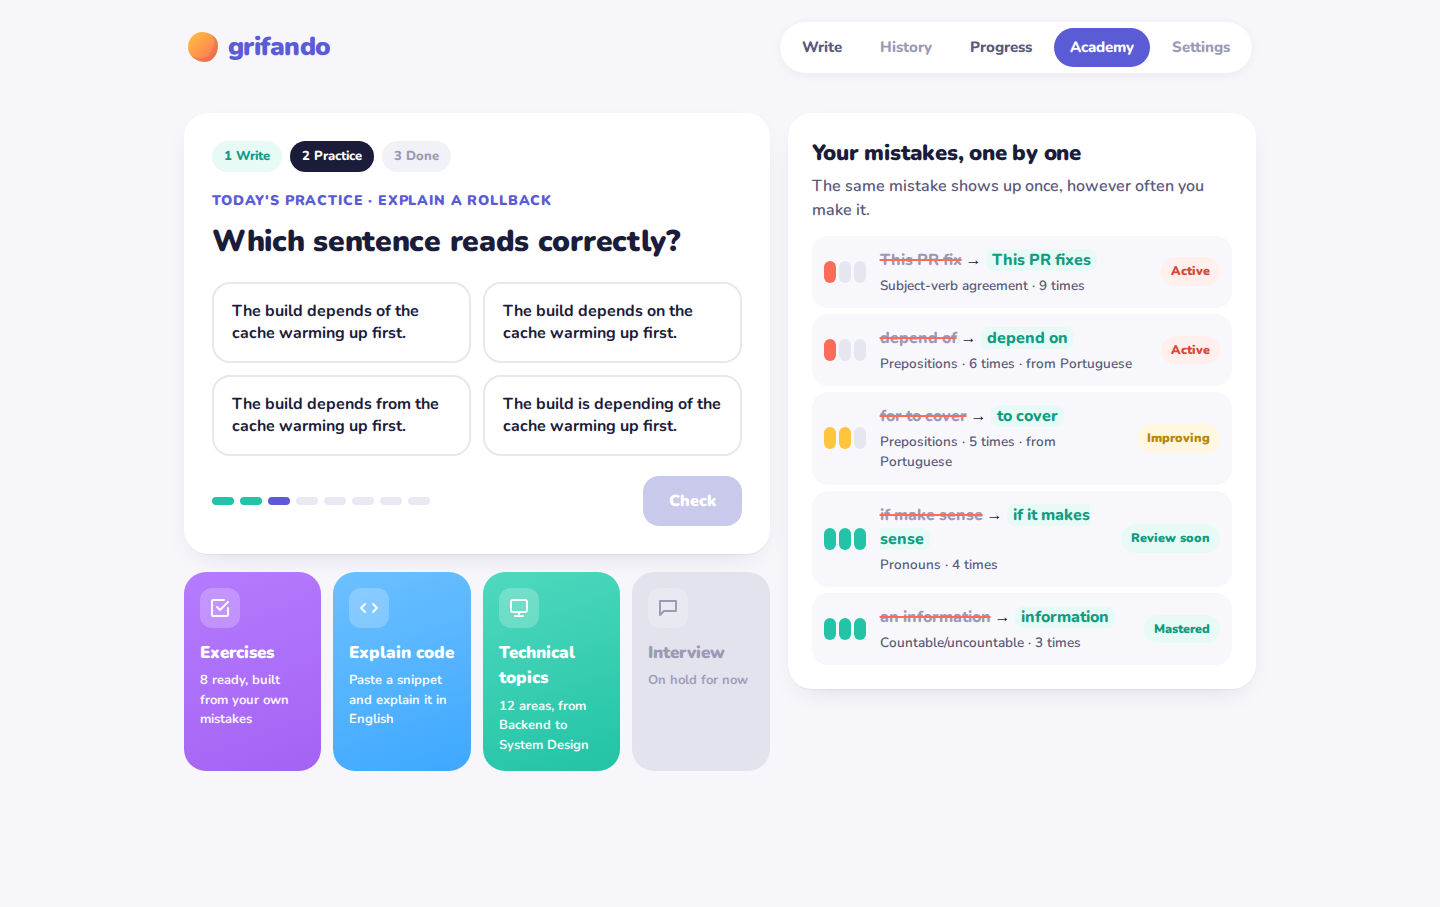 grifando
Write History Progress Academy Settings
1 Write 2 Practice 3 Done
TODAY'S PRACTICE · EXPLAIN A ROLLBACK
Which sentence reads correctly?
The build depends of the
cache warming up first.
The build depends on the
cache warming up first.
The build depends from the
cache warming up first.
The build is depending of the
cache warming up first.
Check
Exercises
8 ready, built
from your own
mistakes
Explain code
Paste a snippet
and explain it in
English
Technical
topics
12 areas, from
Backend to
System Design
Interview
On hold for now
Your mistakes, one by one
The same mistake shows up once, however often you
make it.
This PR fix → This PR fixes
Subject-verb agreement · 9 times
Active
depend of → depend on
Prepositions · 6 times · from Portuguese
Active
for to cover → to cover
Prepositions · 5 times · from
Portuguese
Improving
if make sense → if it makes
sense
Pronouns · 4 times
Review soon
an information → information
Countable/uncountable · 3 times
Mastered